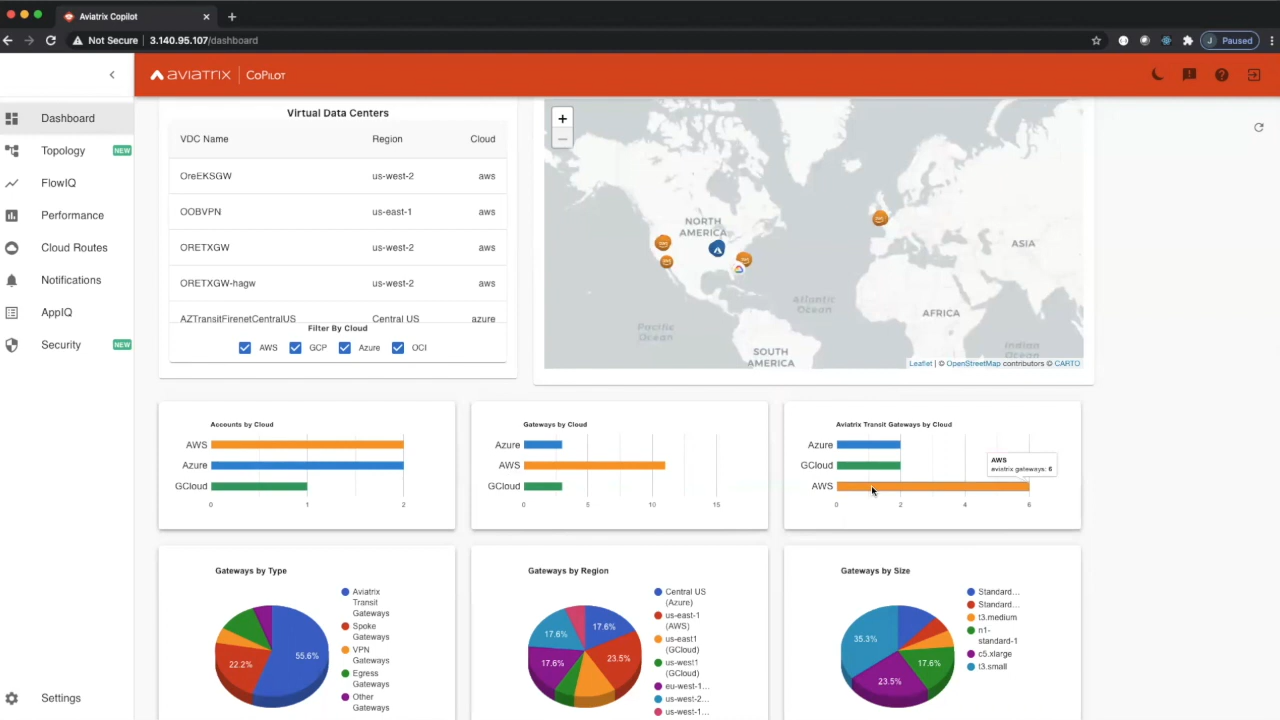 Aviatrix Copilot
Not Secure
3.140.95.107/dashboard
J Paused
aviatrix CoPilot
Dashboard
Topology NEW
FlowIQ
Performance
Cloud Routes
Notifications
AppIQ
Security NEW
Settings
Virtual Data Centers
VDC Name Region Cloud
OreEKSGW us-west-2 aws
OOBVPN us-east-1 aws
ORETXGW us-west-2 aws
ORETXGW-hagw us-west-2 aws
AZTransitFirenetCentralUS Central US azure
Filter By Cloud
AWS GCP Azure OCI
+
−
NORTH
AMERICA
ASIA
Atlantic
Ocean
AFRICA
Pacific
Ocean
Indian
Ocean
SOUTH
AMERICA
Leaflet | © OpenStreetMap contributors © CARTO
Accounts by Cloud
AWS
Azure
GCloud
0 1 2
Gateways by Cloud
Azure
AWS
GCloud
0 5 10 15
Aviatrix Transit Gateways by Cloud
Azure
GCloud
AWS
AWS
aviatrix gateways: 6
0 2 4 6
Gateways by Type
55.6%
22.2%
Aviatrix
Transit
Gateways
Spoke
Gateways
VPN
Gateways
Egress
Gateways
Other
Gateways
Gateways by Region
17.6%
17.6%
23.5%
17.6%
Central US
(Azure)
us-east-1
(AWS)
us-east1
(GCloud)
us-west1
(GCloud)
eu-west-1...
us-west-2...
us-west-1...
Gateways by Size
35.3%
17.6%
23.5%
Standard...
Standard...
t3.medium
n1-
standard-1
c5.xlarge
t3.small